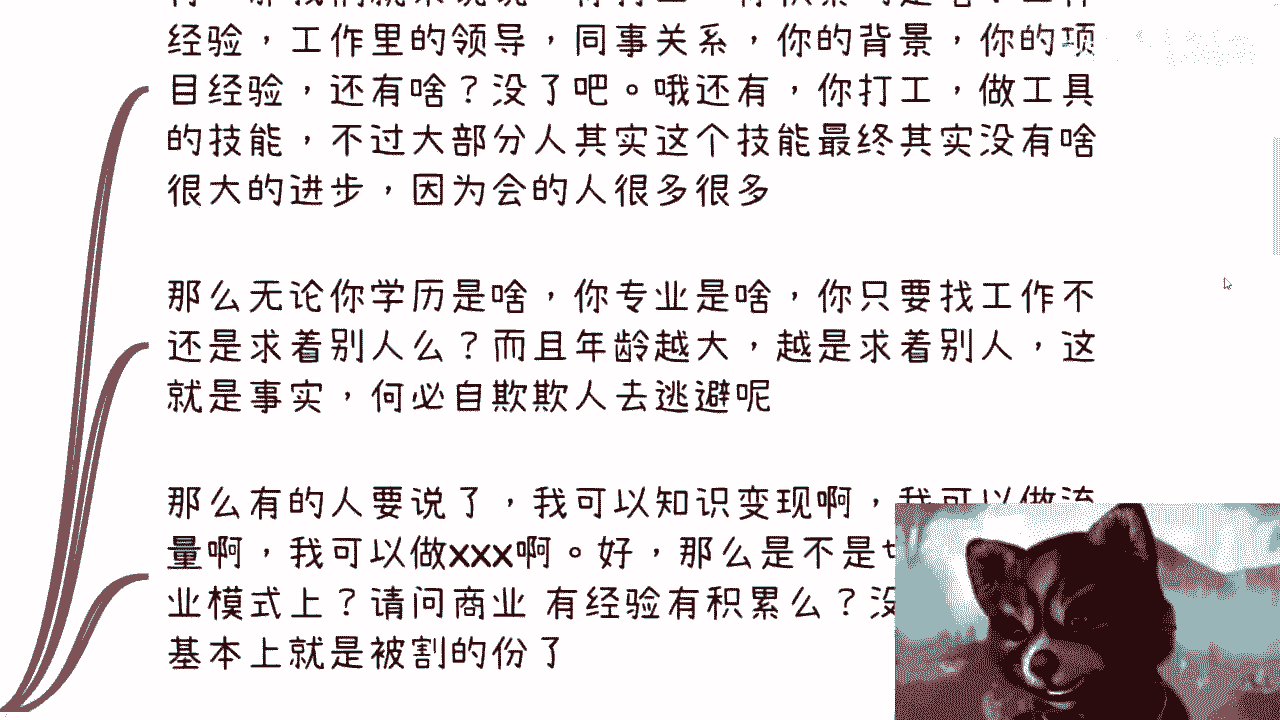 经验，工作里的领导，同事关系，你的背景，你的项
目经验，还有啥？没了吧。哦还有，你打工，做工具
的技能，不过大部分人其实这个技能最终其实没有啥
很大的进步，因为会的人很多很多
那么无论你学历是啥，你专业是啥，你只要找工作不
还是求着别人么？而且年龄越大，越是求着别人，这
就是事实，何必自欺欺人去逃避呢
那么有的人要说了，我可以知识变现啊，我可以做流
量啊，我可以做xxx啊。好，那么是不是
业模式上？请问商业 有经验有积累么？没
基本上就是被割的份了